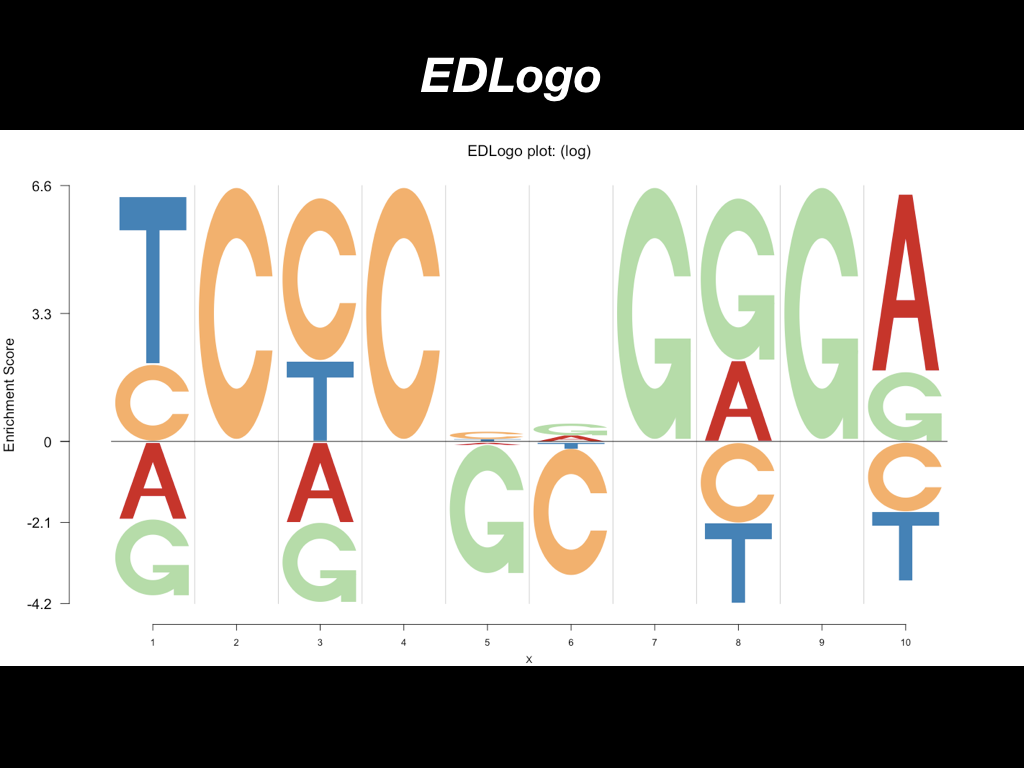 EDLogo
EDLogo plot: (log)
Enrichment Score
6.6
3.3
0
-2.1
-4.2
T C C C C G G G G A
C T T A A G
A A G C C C
G G T T
1 2 3 4 5 6 7 8 9 10
X